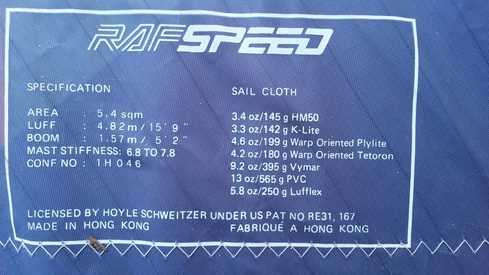 RAF SPEED
SPECIFICATION
AREA : 5.4 sqm
LUFF : 4.82m/15'9"
BOOM : 1.57m/ 5'2"
MAST STIFFNESS: 6.8 TO 7.8
CONF NO : 1H046
SAIL CLOTH
3.4 oz/145 g HM50
3.3 oz/142 g K-Lite
4.6 oz/199 g Warp Oriented Plylite
4.2 oz/180 g Warp Oriented Tetoron
9.2 oz/395 g Vymar
13 oz/565 g PVC
5.8 oz/250 g Lufflex
LICENSED BY HOYLE SCHWEITZER UNDER US PAT NO RE31, 167
MADE IN HONG KONG FABRIQUÉ A HONG KONG